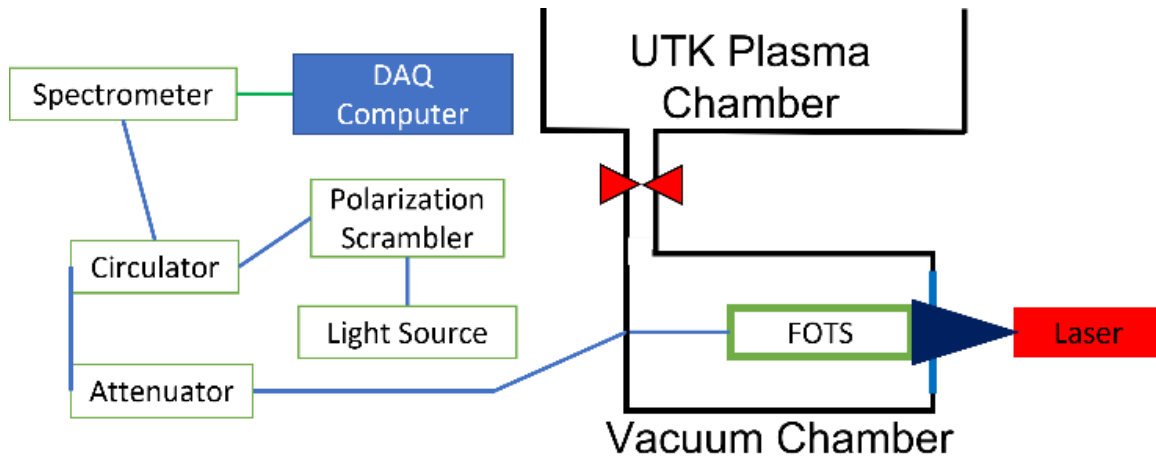 UTK Plasma
Chamber
Spectrometer
DAQ
Computer
Polarization
Scrambler
Circulator
Light Source
FOTS
Laser
Attenuator
Vacuum Chamber